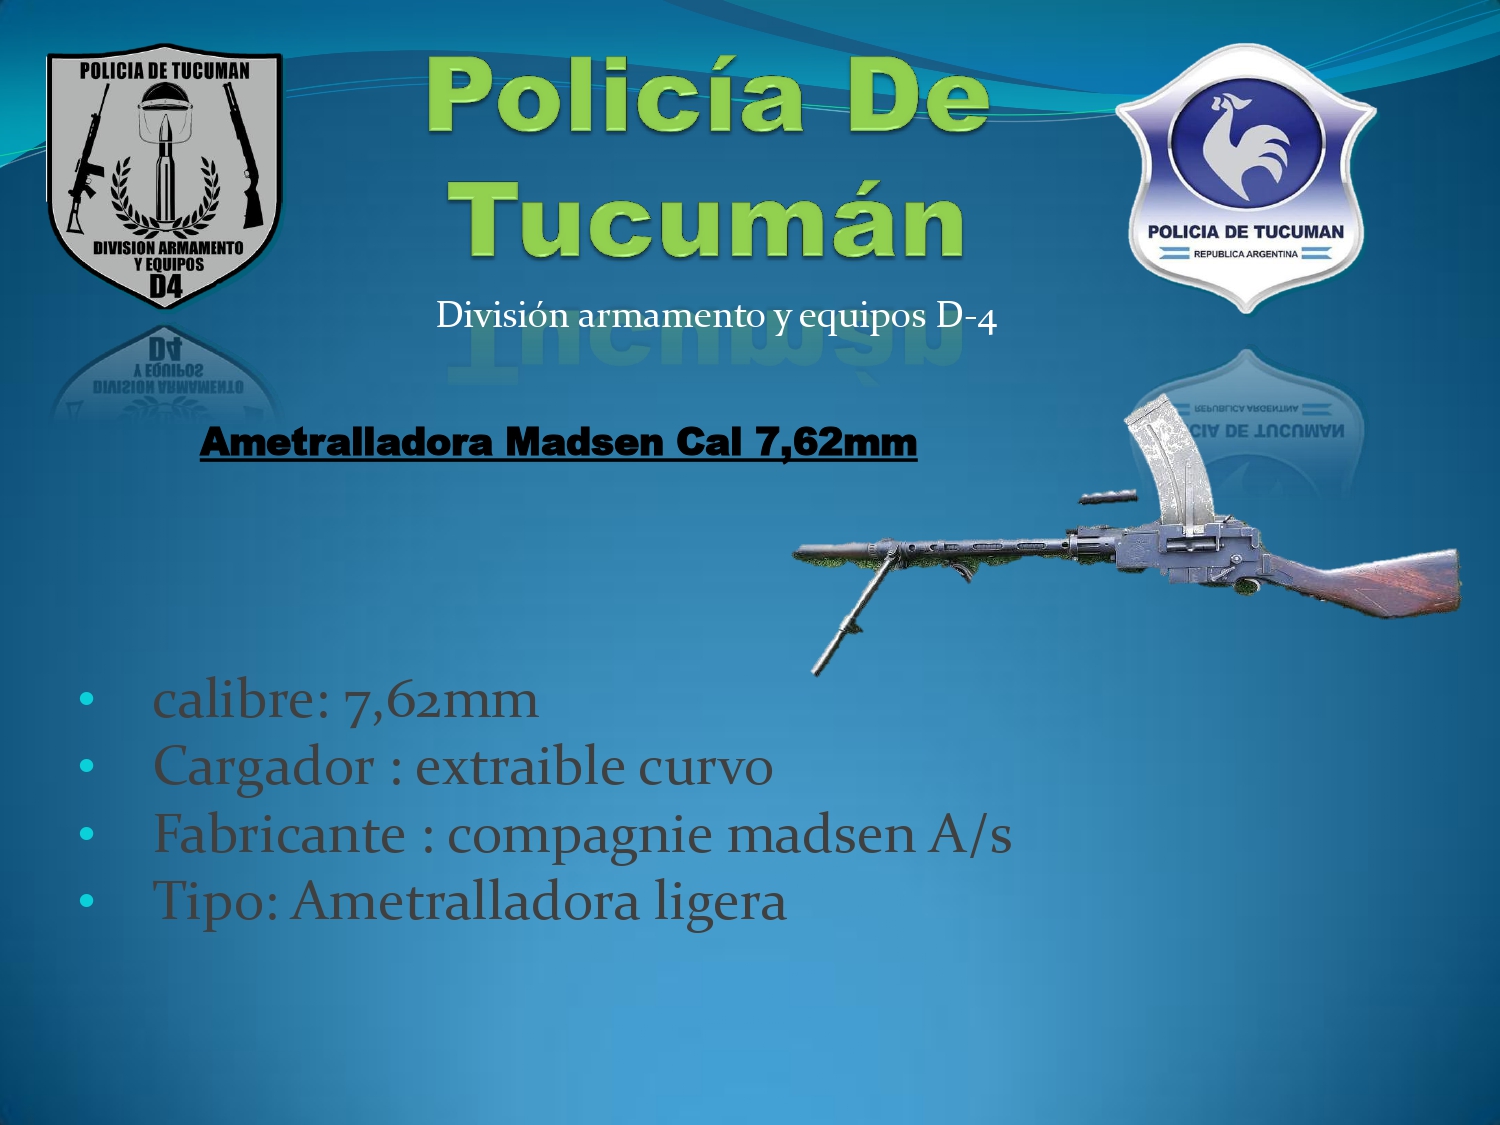 POLICIA DE TUCUMAN
DIVISION ARMAMENTO
Y EQUIPOS
D4
Policía De
Tucumán
POLICIA DE TUCUMAN
REPUBLICA ARGENTINA
División armamento y equipos D-4
Ametralladora Madsen Cal 7,62mm
• calibre: 7,62mm
• Cargador : extraible curvo
• Fabricante : compagnie madsen A/s
• Tipo: Ametralladora ligera